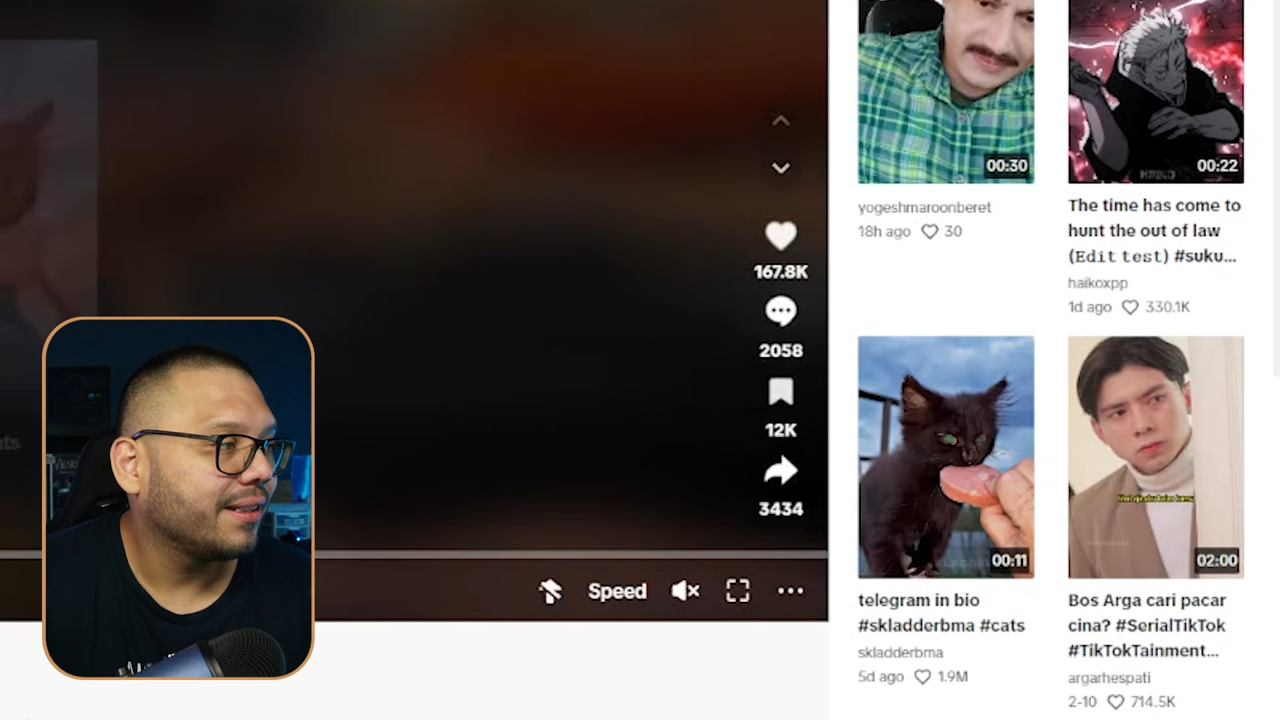 167.8K
2058
12K
3434
Speed
00:30
yogeshmaroonberet
18h ago 30
00:22
The time has come to
hunt the out of law
(Edit test) #suku...
haikoxpp
1d ago 330.1K
00:11
telegram in bio
#skladderbma #cats
skladderbma
5d ago 1.9M
02:00
Bos Arga cari pacar
cina? #SerialTikTok
#TikTokTainment...
argarhespati
2-10 714.5K